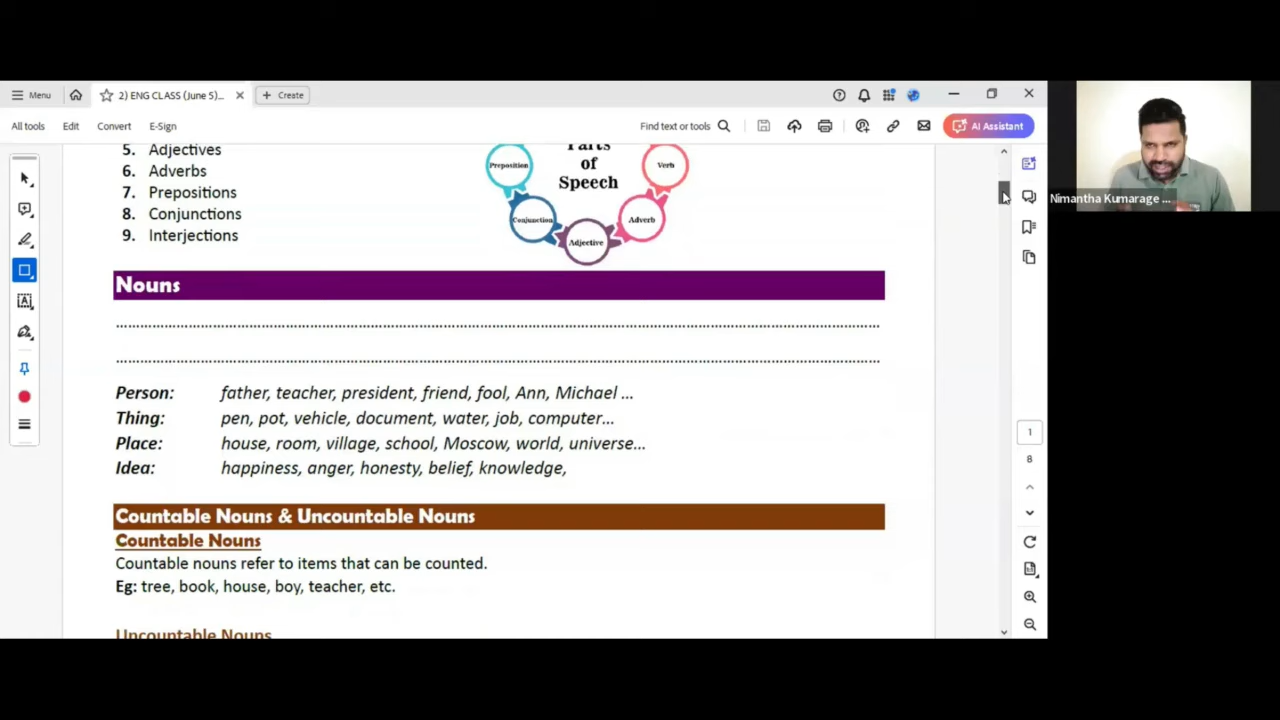 Menu
2) ENG CLASS (June 5)...
Create
All tools
Edit
Convert
E-Sign
Find text or tools
AI Assistant
Nimantha Kumarage ...
5. Adjectives
6. Adverbs
7. Prepositions
8. Conjunctions
9. Interjections
Parts
of
Speech
Preposition
Verb
Conjunction
Adverb
Adjective
Nouns
Person: father, teacher, president, friend, fool, Ann, Michael ...
Thing: pen, pot, vehicle, document, water, job, computer...
Place: house, room, village, school, Moscow, world, universe...
Idea: happiness, anger, honesty, belief, knowledge,
Countable Nouns & Uncountable Nouns
Countable Nouns
Countable nouns refer to items that can be counted.
Eg: tree, book, house, boy, teacher, etc.
Uncountable Nouns
1
8